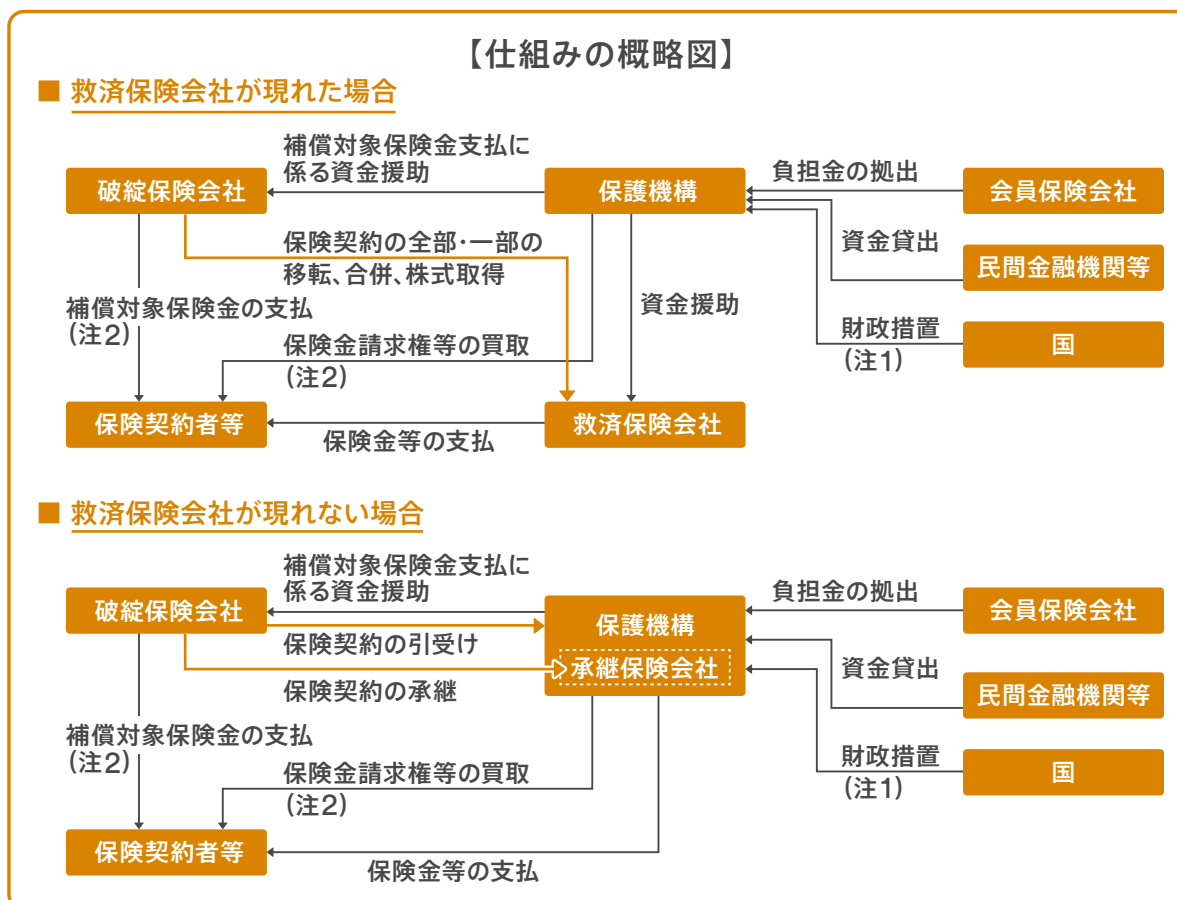 【仕組みの概略図】
■ 救済保険会社が現れた場合
補償対象保険金支払に
係る資金援助
破綻保険会社
保護機構
負担金の拠出
会員保険会社
保険契約の全部・一部の
移転、合併、株式取得
資金貸出
民間金融機関等
補償対象保険金の支払
(注2)
資金援助
保険金請求権等の買取
(注2)
財政措置
(注1)
国
保険契約者等
保険金等の支払
救済保険会社
■ 救済保険会社が現れない場合
補償対象保険金支払に
係る資金援助
破綻保険会社
保護機構
承継保険会社
負担金の拠出
会員保険会社
保険契約の引受け
保険契約の承継
資金貸出
民間金融機関等
補償対象保険金の支払
(注2)
保険金請求権等の買取
(注2)
財政措置
(注1)
国
保険契約者等
保険金等の支払